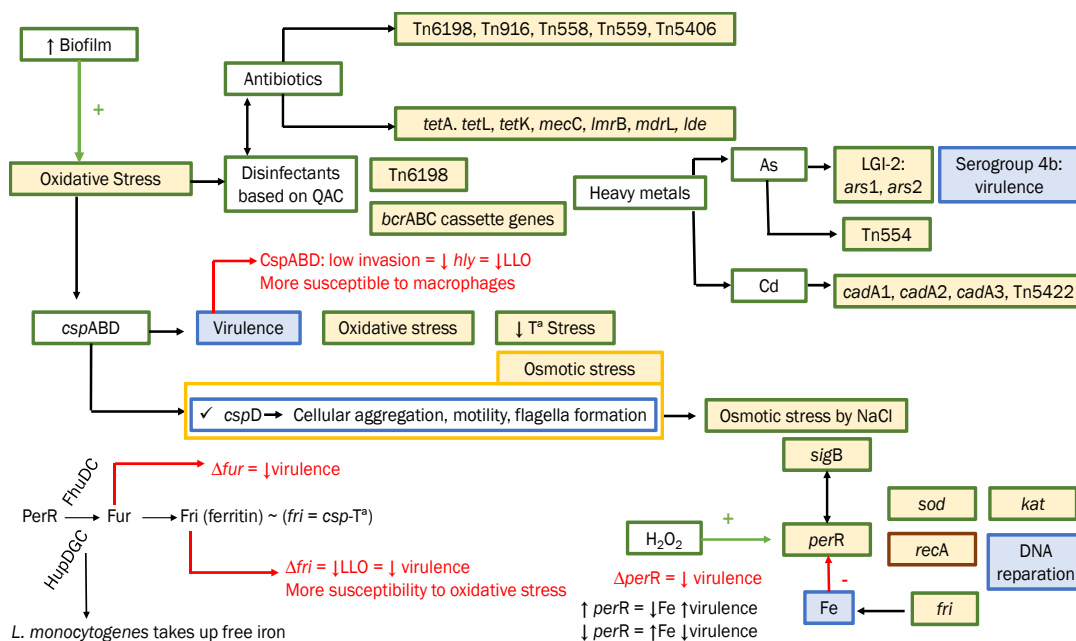 ↑ Biofilm
+
Oxidative Stress
Antibiotics
Disinfectants
based on QAC
Tn6198, Tn916, Tn558, Tn559, Tn5406
tetA. tetL, tetK, mecC, lmrB, mdrL, lde
Tn6198
bcrABC cassette genes
Heavy metals
As
LGI-2:
ars1, ars2
Serogroup 4b:
virulence
Tn554
Cd
cadA1, cadA2, cadA3, Tn5422
CspABD: low invasion = ↓ hly = ↓LLO
More susceptible to macrophages
cspABD
Virulence
Oxidative stress
↓ Tª Stress
Osmotic stress
✓ cspD → Cellular aggregation, motility, flagella formation
Osmotic stress by NaCl
sigB
H₂O₂
+
perR
sod
kat
recA
DNA
reparation
-
Fe
fri
ΔperR = ↓ virulence
↑ perR = ↓Fe ↑virulence
↓ perR = ↑Fe ↓virulence
Δfur = ↓virulence
FhuDC
PerR → Fur → Fri (ferritin) ~ (fri = csp-Tª)
HupDGC
Δfri = ↓LLO = ↓ virulence
More susceptibility to oxidative stress
L. monocytogenes takes up free iron